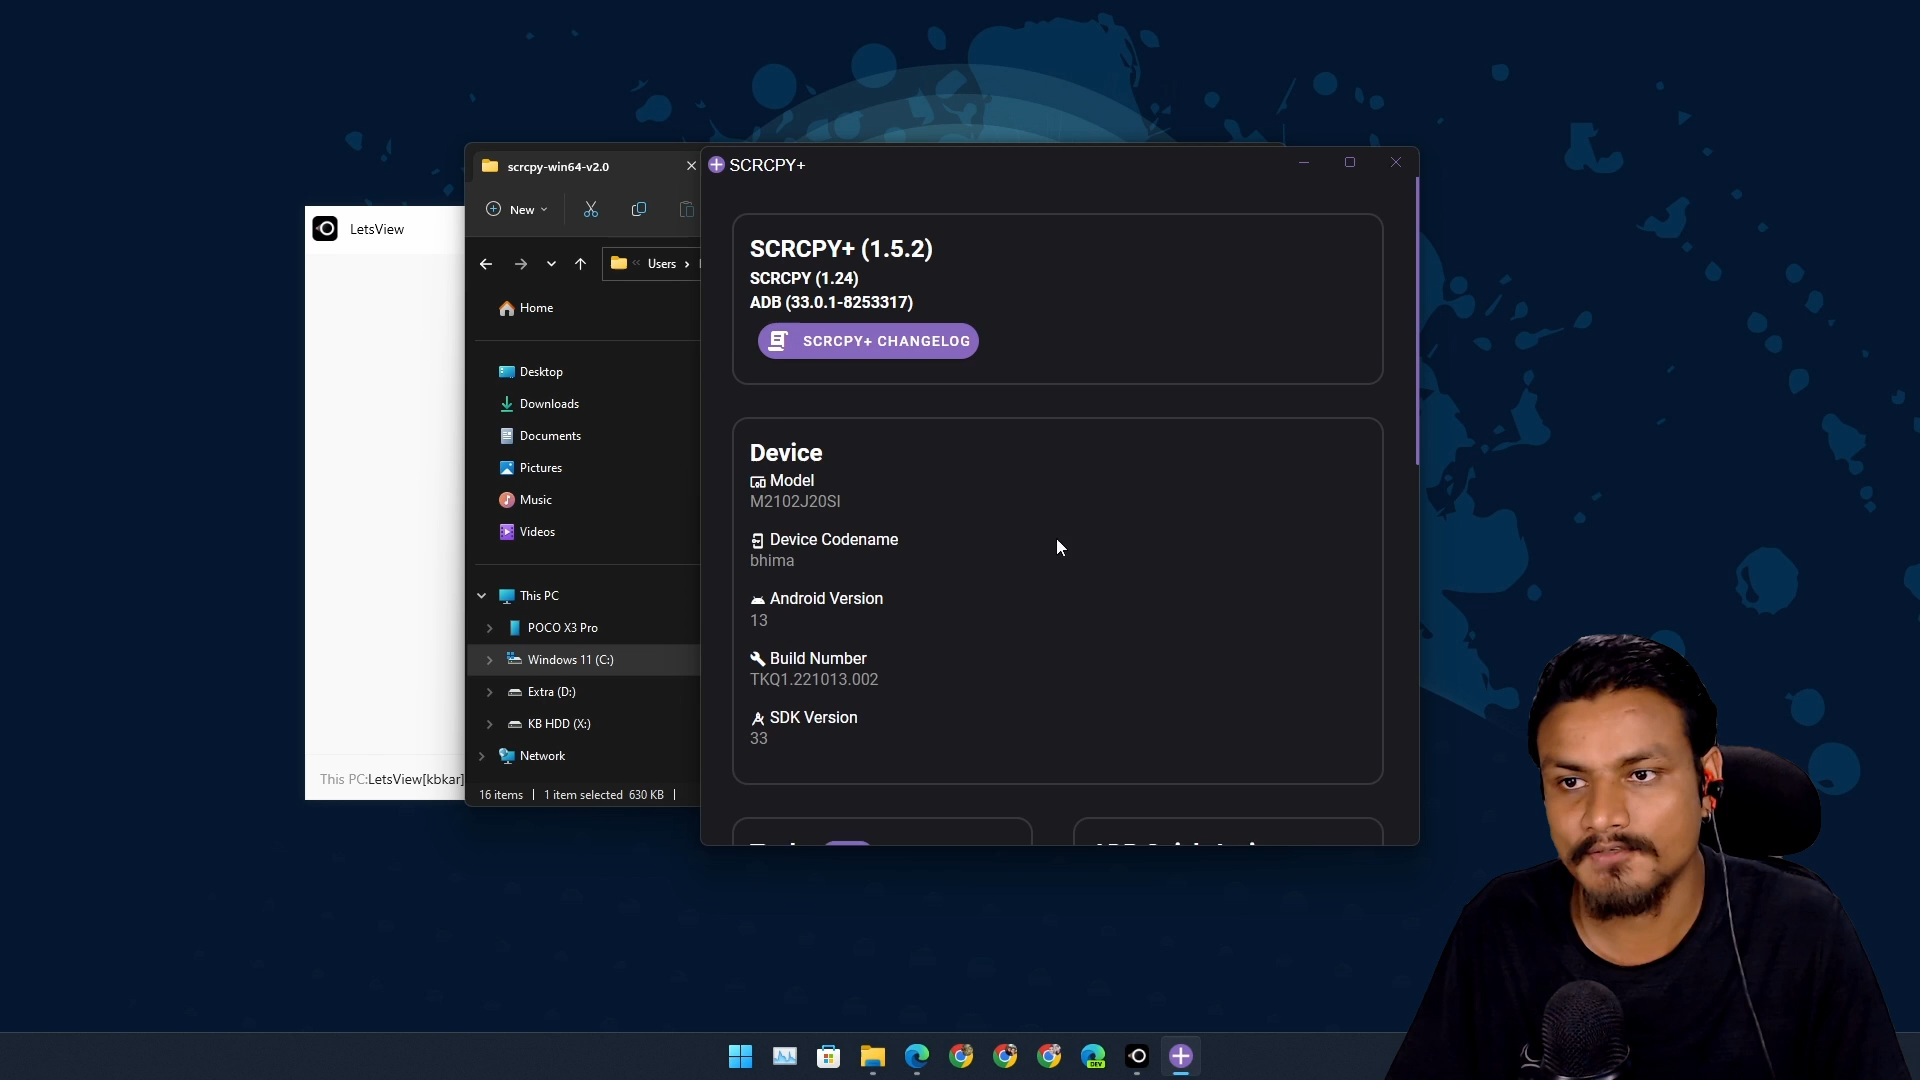 LetsView
This PC:LetsView[kbkar]
scrcpy-win64-v2.0
New
Users
Home
Desktop
Downloads
Documents
Pictures
Music
Videos
This PC
POCO X3 Pro
Windows 11 (C:)
Extra (D:)
KB HDD (X:)
Network
16 items
1 item selected 630 KB
SCRCPY+
SCRCPY+ (1.5.2)
SCRCPY (1.24)
ADB (33.0.1-8253317)
SCRCPY+ CHANGELOG
Device
Model
M2102J20SI
Device Codename
bhima
Android Version
13
Build Number
TKQ1.221013.002
SDK Version
33
DEV